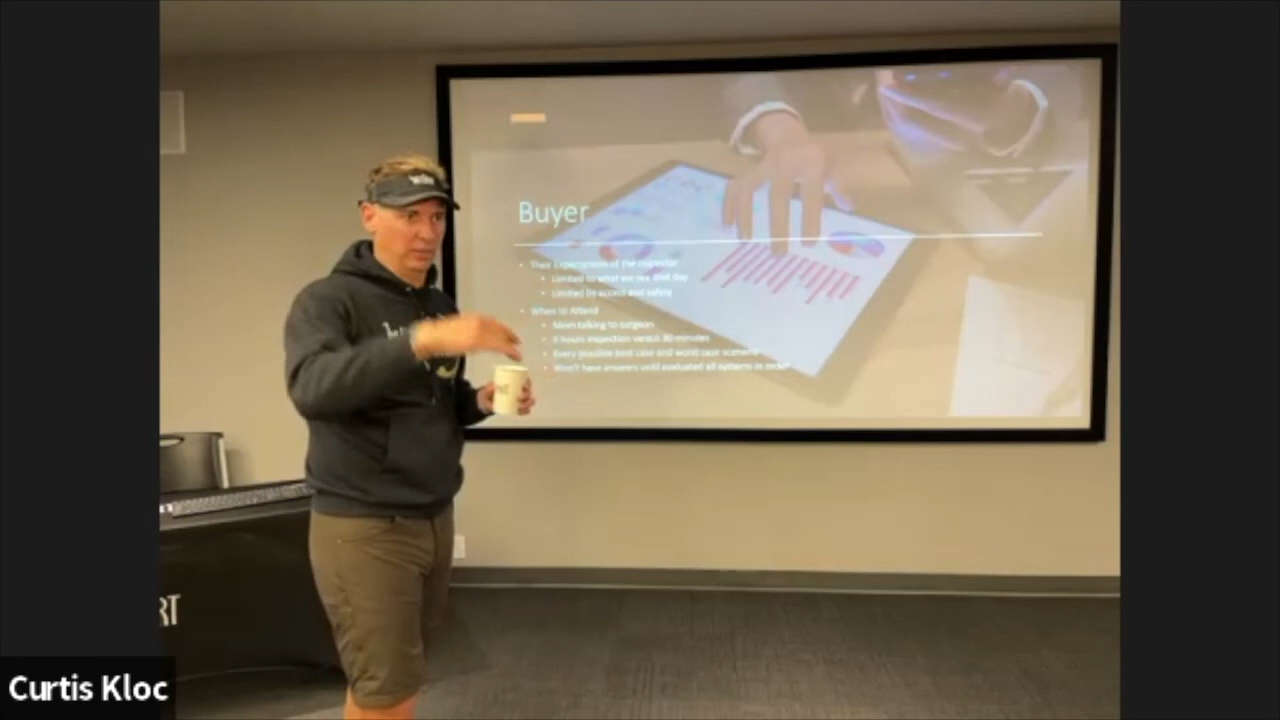 Buyer
Their Expectations of the Inspector
Limited to what we see that day
Limited by access and safety
When to Attend
Mom talking to surgeon
3 hours inspection versus 30 minutes
Every possible best case and worst case scenario
Won't have answers until evaluated all systems in order
RT
Curtis Kloc